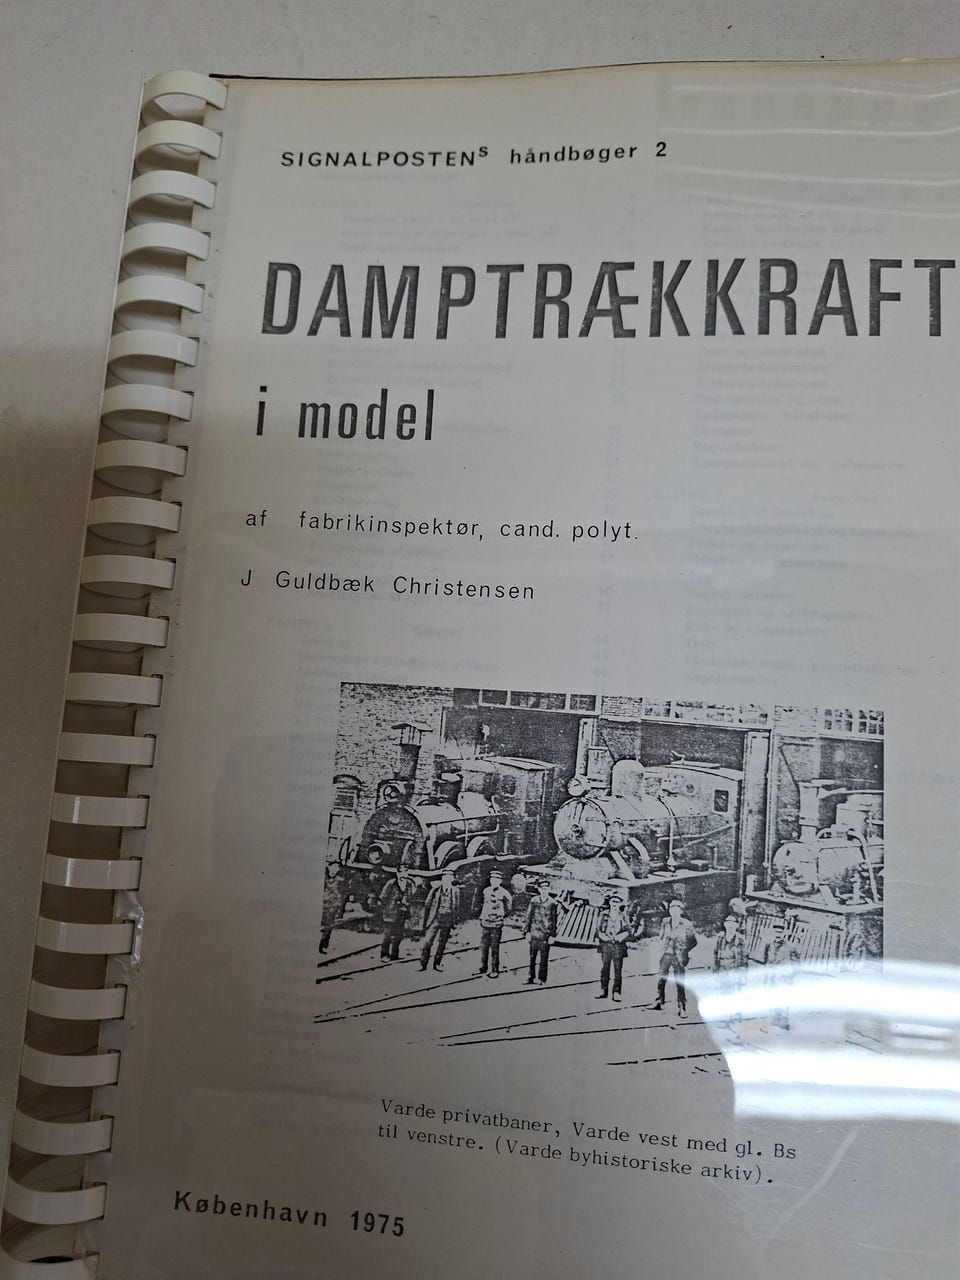 SIGNALPOSTENs håndbøger 2
DAMPTRÆKKRAFT
i model
af fabrikinspektør, cand. polyt.
J Guldbæk Christensen
Varde privatbaner, Varde vest med gl. Bs
til venstre. (Varde byhistoriske arkiv).
København 1975